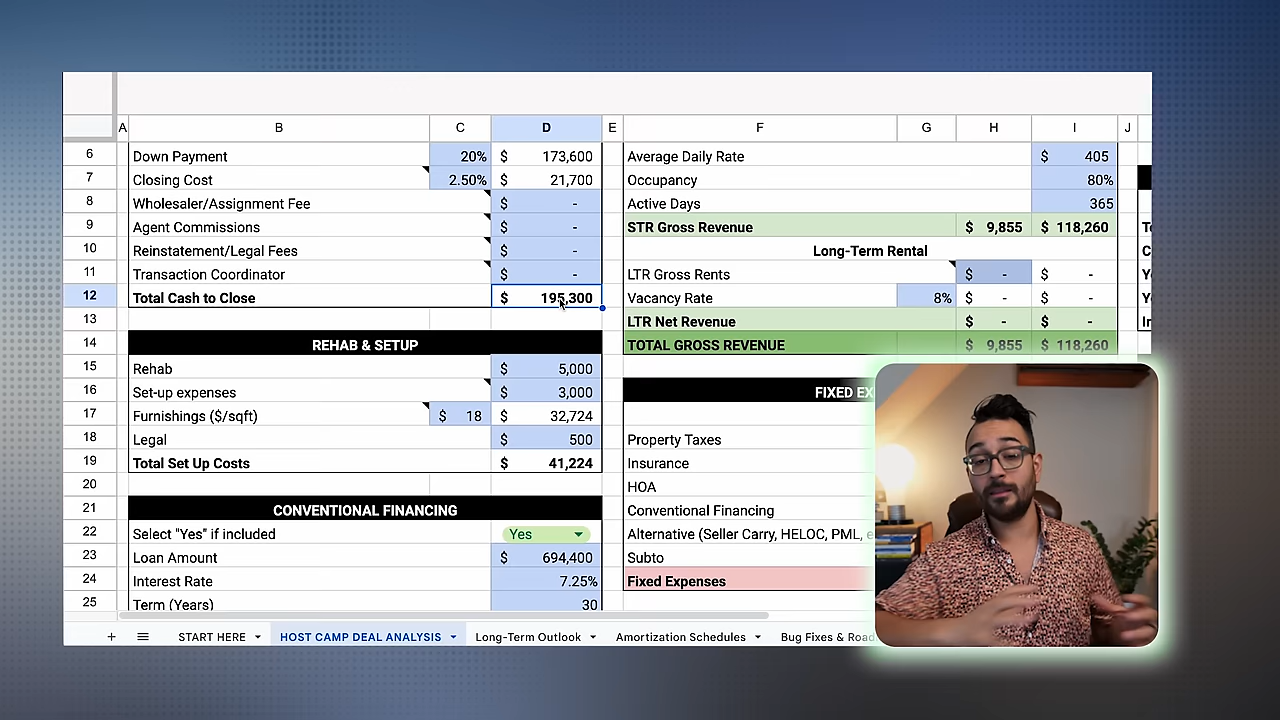 A B C D E F G H I J
6 Down Payment 20% $ 173,600 Average Daily Rate $ 405
7 Closing Cost 2.50% $ 21,700 Occupancy 80%
8 Wholesaler/Assignment Fee $ - Active Days 365
9 Agent Commissions $ - STR Gross Revenue $ 9,855 $ 118,260
10 Reinstatement/Legal Fees $ - Long-Term Rental
11 Transaction Coordinator $ - LTR Gross Rents $ - $ -
12 Total Cash to Close $ 195,300 Vacancy Rate 8% $ - $ -
13 LTR Net Revenue $ - $ -
14 REHAB & SETUP TOTAL GROSS REVENUE $ 9,855 $ 118,260
15 Rehab $ 5,000
16 Set-up expenses $ 3,000 FIXED
17 Furnishings ($/sqft) $ 18 $ 32,724
18 Legal $ 500 Property Taxes
19 Total Set Up Costs $ 41,224 Insurance
20 HOA
21 CONVENTIONAL FINANCING Conventional Financing
22 Select "Yes" if included Yes Alternative (Seller Carry, HELOC, PML,
23 Loan Amount $ 694,400 Subto
24 Interest Rate 7.25% Fixed Expenses
25 Term (Years) 30
+ START HERE HOST CAMP DEAL ANALYSIS Long-Term Outlook Amortization Schedules Bug Fixes &